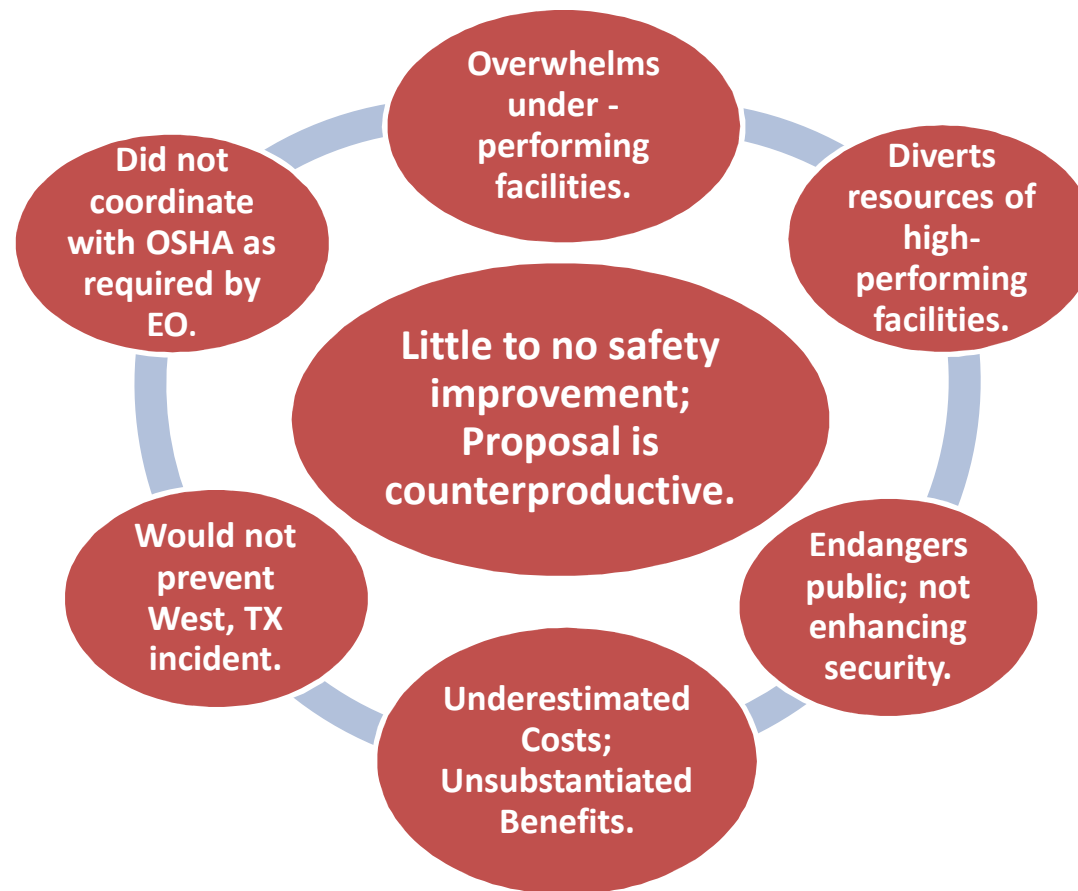 Overwhelms
under -
performing
facilities.
Diverts
resources of
high-
performing
facilities.
Endangers
public; not
enhancing
security.
Underestimated
Costs;
Unsubstantiated
Benefits.
Would not
prevent
West, TX
incident.
Did not
coordinate
with OSHA as
required by
EO.
Little to no safety
improvement;
Proposal is
counterproductive.